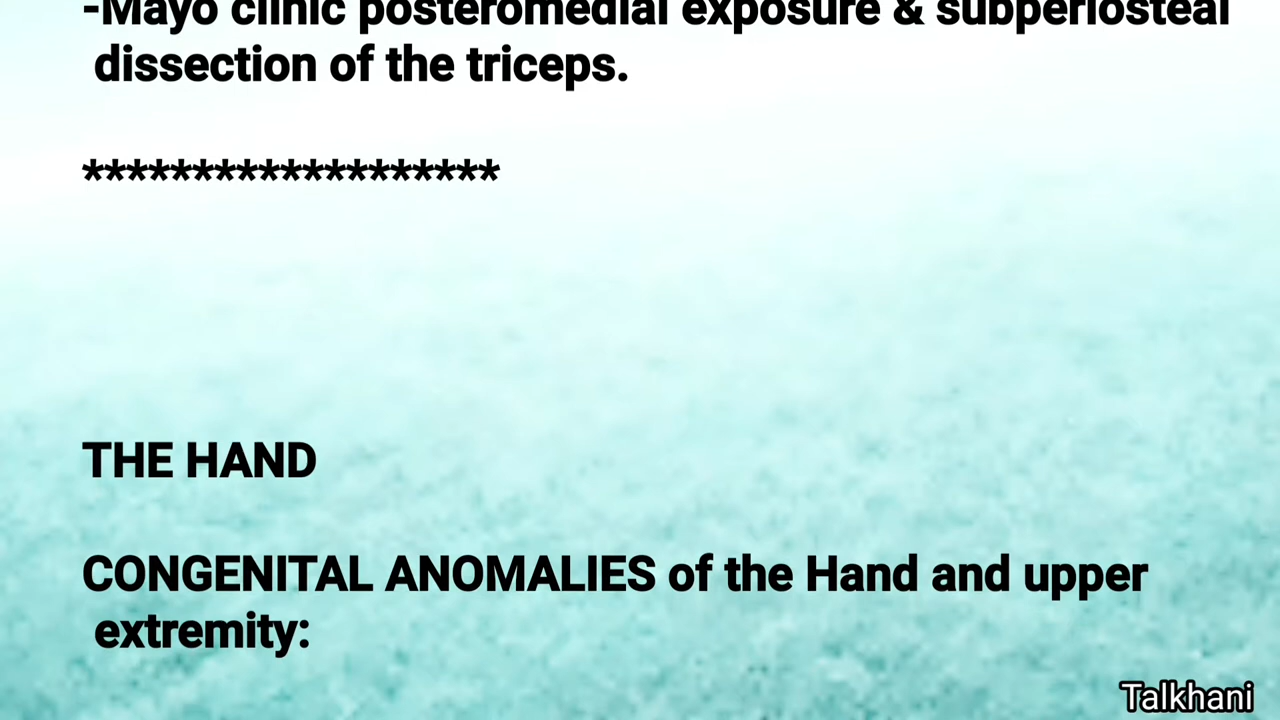 -Mayo clinic posteromedial exposure & subperiosteal
dissection of the triceps.
*******************
THE HAND
CONGENITAL ANOMALIES of the Hand and upper
extremity:
Talkhani